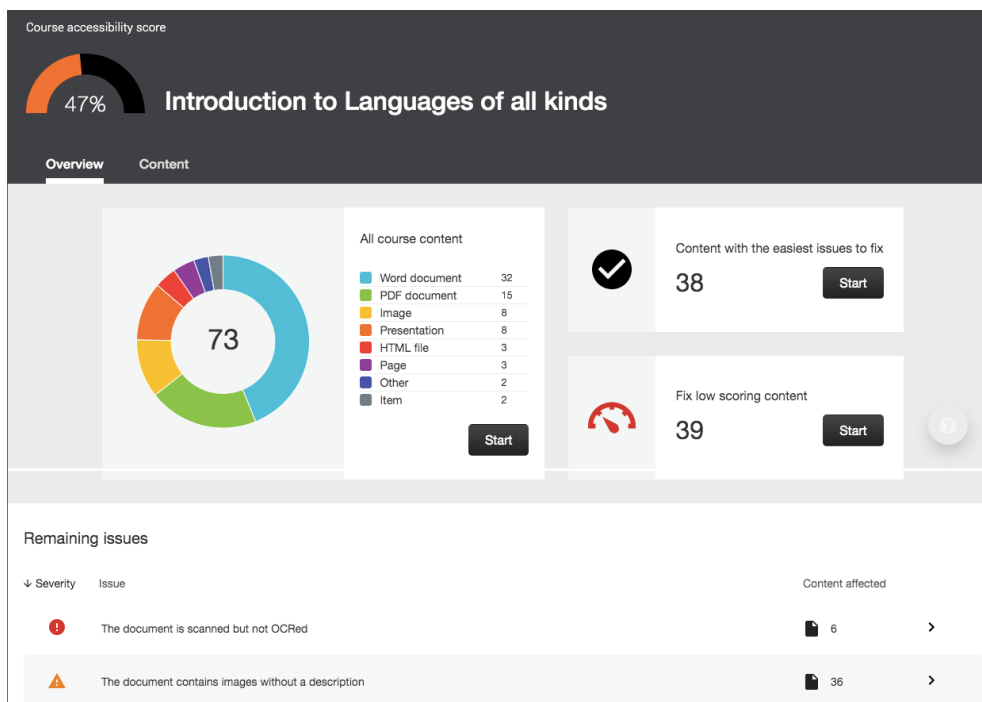 Course accessibility score
47%
Introduction to Languages of all kinds
Overview Content
73
All course content
Word document 32
PDF document 15
Image 8
Presentation 8
HTML file 3
Page 3
Other 2
Item 2
Start
Content with the easiest issues to fix
38 Start
Fix low scoring content
39 Start
?
Remaining issues
↓ Severity Issue Content affected
! The document is scanned but not OCRed 6 >
! The document contains images without a description 36 >